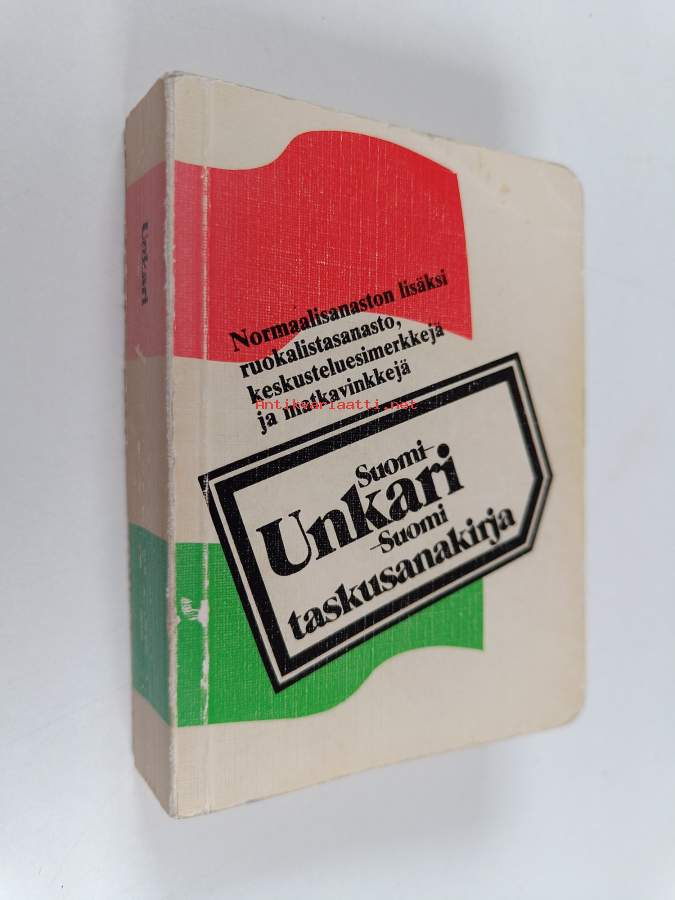 Normaalisanaston lisäksi
ruokalistasanasto,
keskusteluesimerkkejä
ja matkavinkkejä
Antikvariaatti.net
Suomi–
Unkari
–Suomi
taskusanakirja
Unkari